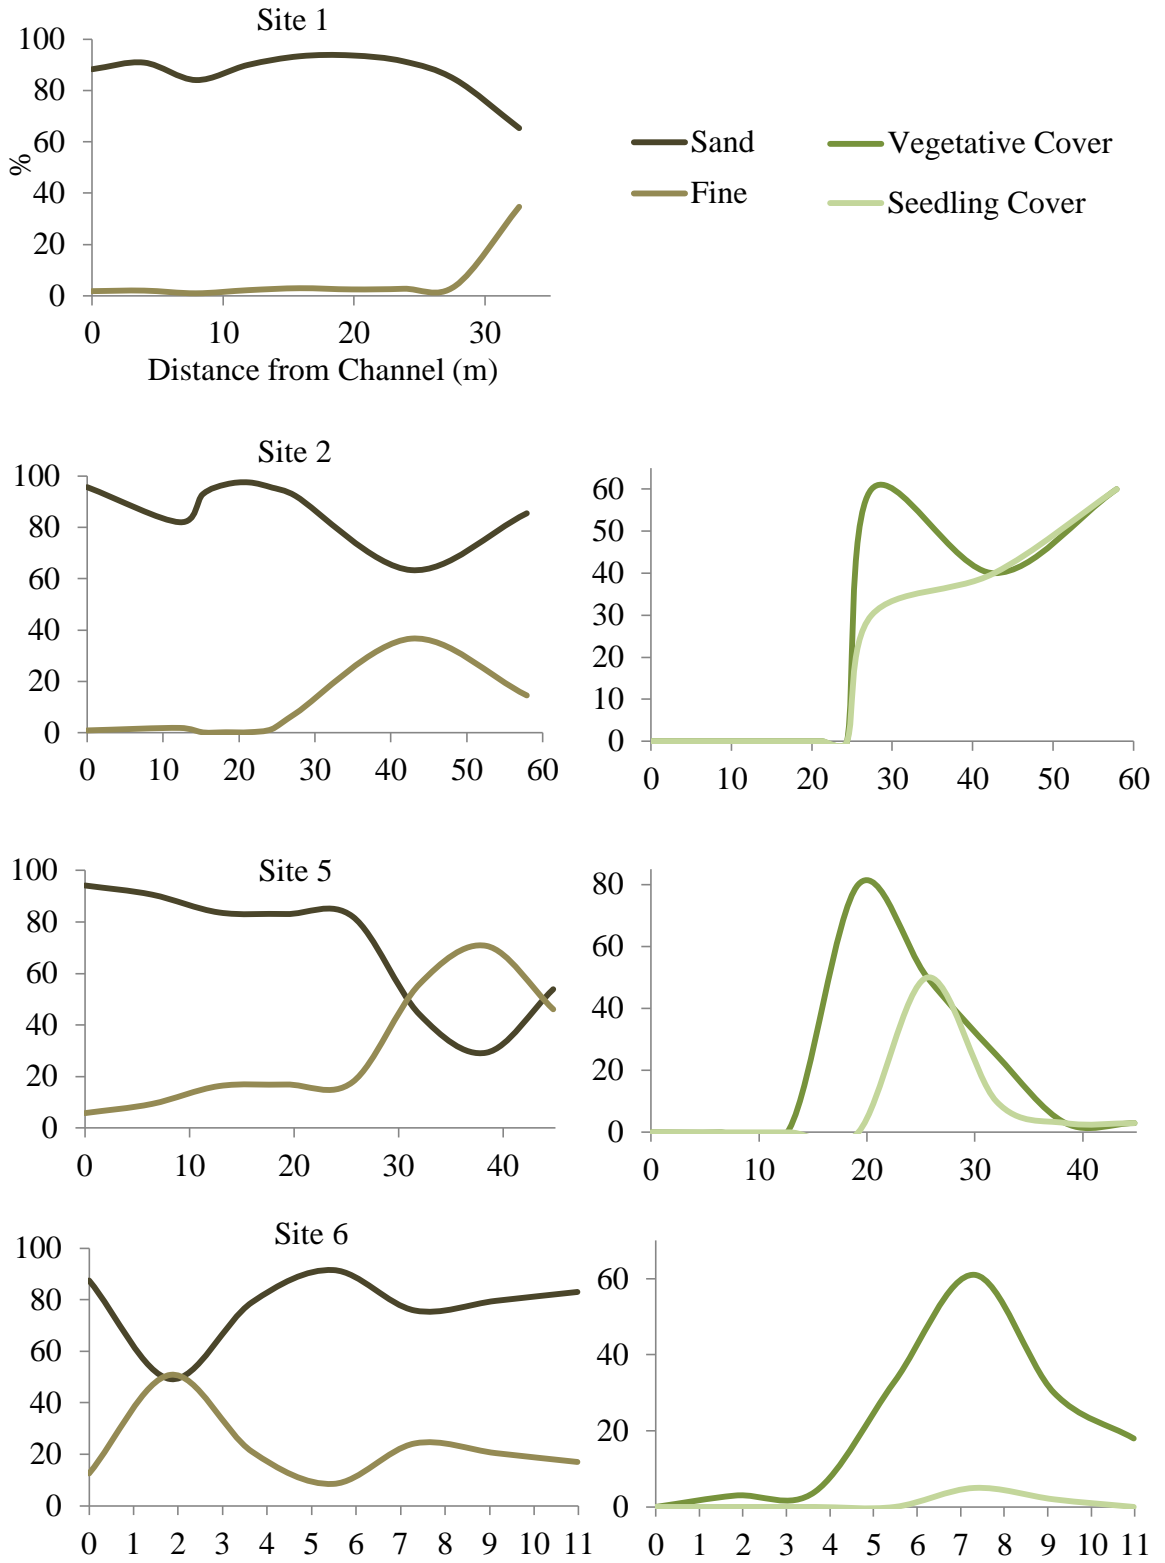 Site 1
100
80
60
40
20
0
%
0 10 20 30
Distance from Channel (m)
Sand
Fine
Vegetative Cover
Seedling Cover
Site 2
100
80
60
40
20
0
0 10 20 30 40 50 60
60
50
40
30
20
10
0
0 10 20 30 40 50 60
Site 5
100
80
60
40
20
0
0 10 20 30 40
80
60
40
20
0
0 10 20 30 40
Site 6
100
80
60
40
20
0
0 1 2 3 4 5 6 7 8 9 10 11
60
40
20
0
0 1 2 3 4 5 6 7 8 9 10 11